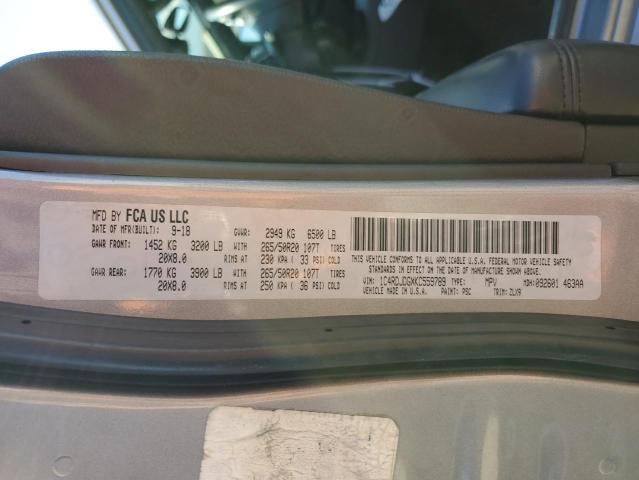 MFD BY FCA US LLC
DATE OF MFR(BUILT): 9-18 GVWR: 2949 KG 6500 LB
GAWR FRONT: 1452 KG 3200 LB WITH 265/50R20 107T TIRES
20X8.0 RIMS AT 230 KPA ( 33 PSI) COLD
GAWR REAR: 1770 KG 3900 LB WITH 265/50R20 107T TIRES
20X8.0 RIMS AT 250 KPA ( 36 PSI) COLD
THIS VEHICLE CONFORMS TO ALL APPLICABLE U.S.A. FEDERAL MOTOR VEHICLE SAFETY
STANDARDS IN EFFECT ON THE DATE OF MANUFACTURE SHOWN ABOVE.
VIN: 1C4RDJDGXKC559789 TYPE: MPV MDH: 092601 463AA
VEHICLE MADE IN U.S.A. PAINT: PSC TRIM: ZLX9